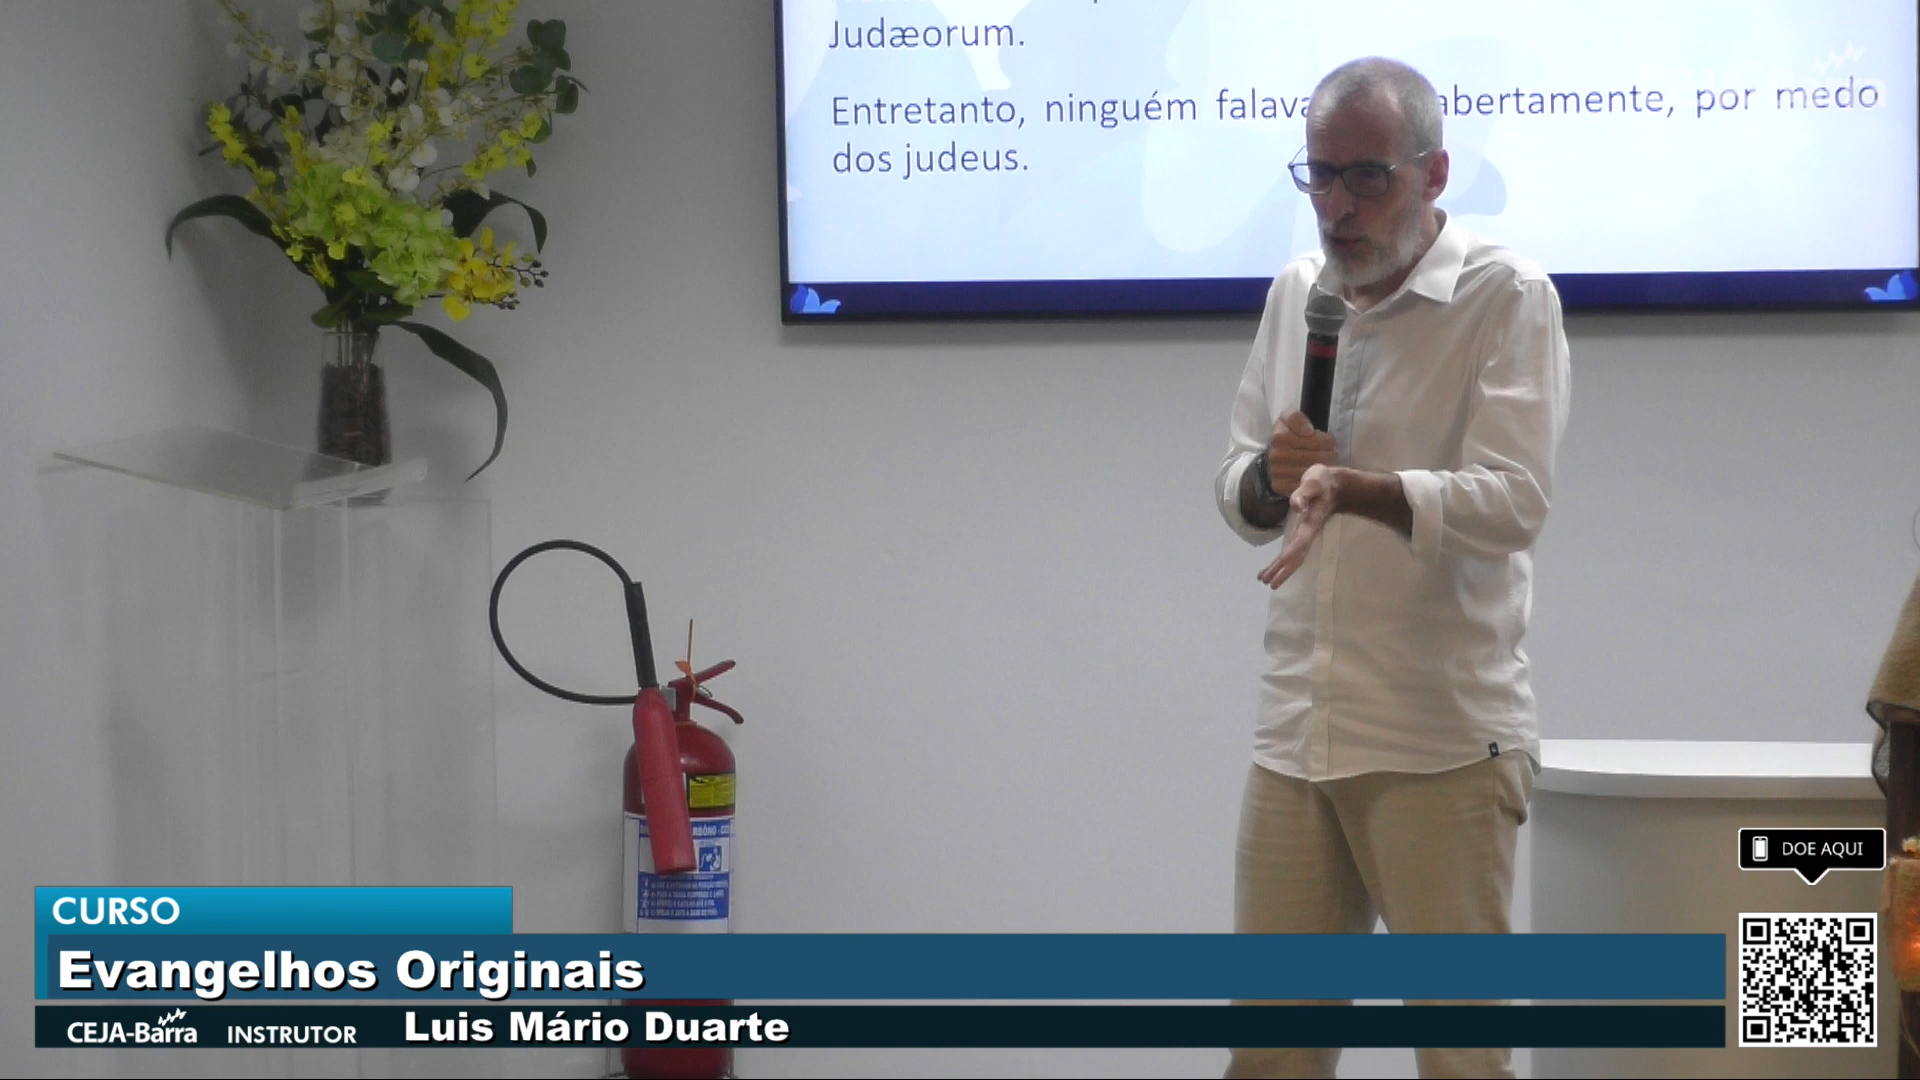 Judæorum.
Entretanto, ninguém abertamente, por medo
dos judeus.
DOE AQUI
CURSO
Evangelhos Originais
CEJA-Barra INSTRUTOR Luis Mário Duarte